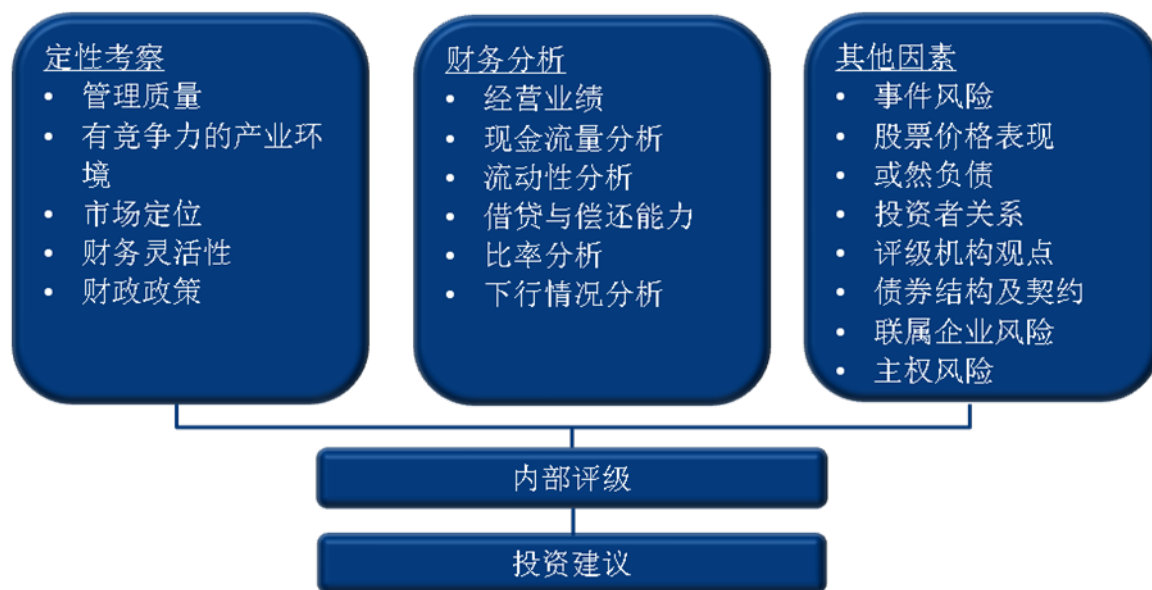 定性考察
• 管理质量
• 有竞争力的产业环
境
• 市场定位
• 财务灵活性
• 财政政策
财务分析
• 经营业绩
• 现金流量分析
• 流动性分析
• 借贷与偿还能力
• 比率分析
• 下行情况分析
其他因素
• 事件风险
• 股票价格表现
• 或然负债
• 投资者关系
• 评级机构观点
• 债券结构及契约
• 联属企业风险
• 主权风险
内部评级
投资建议